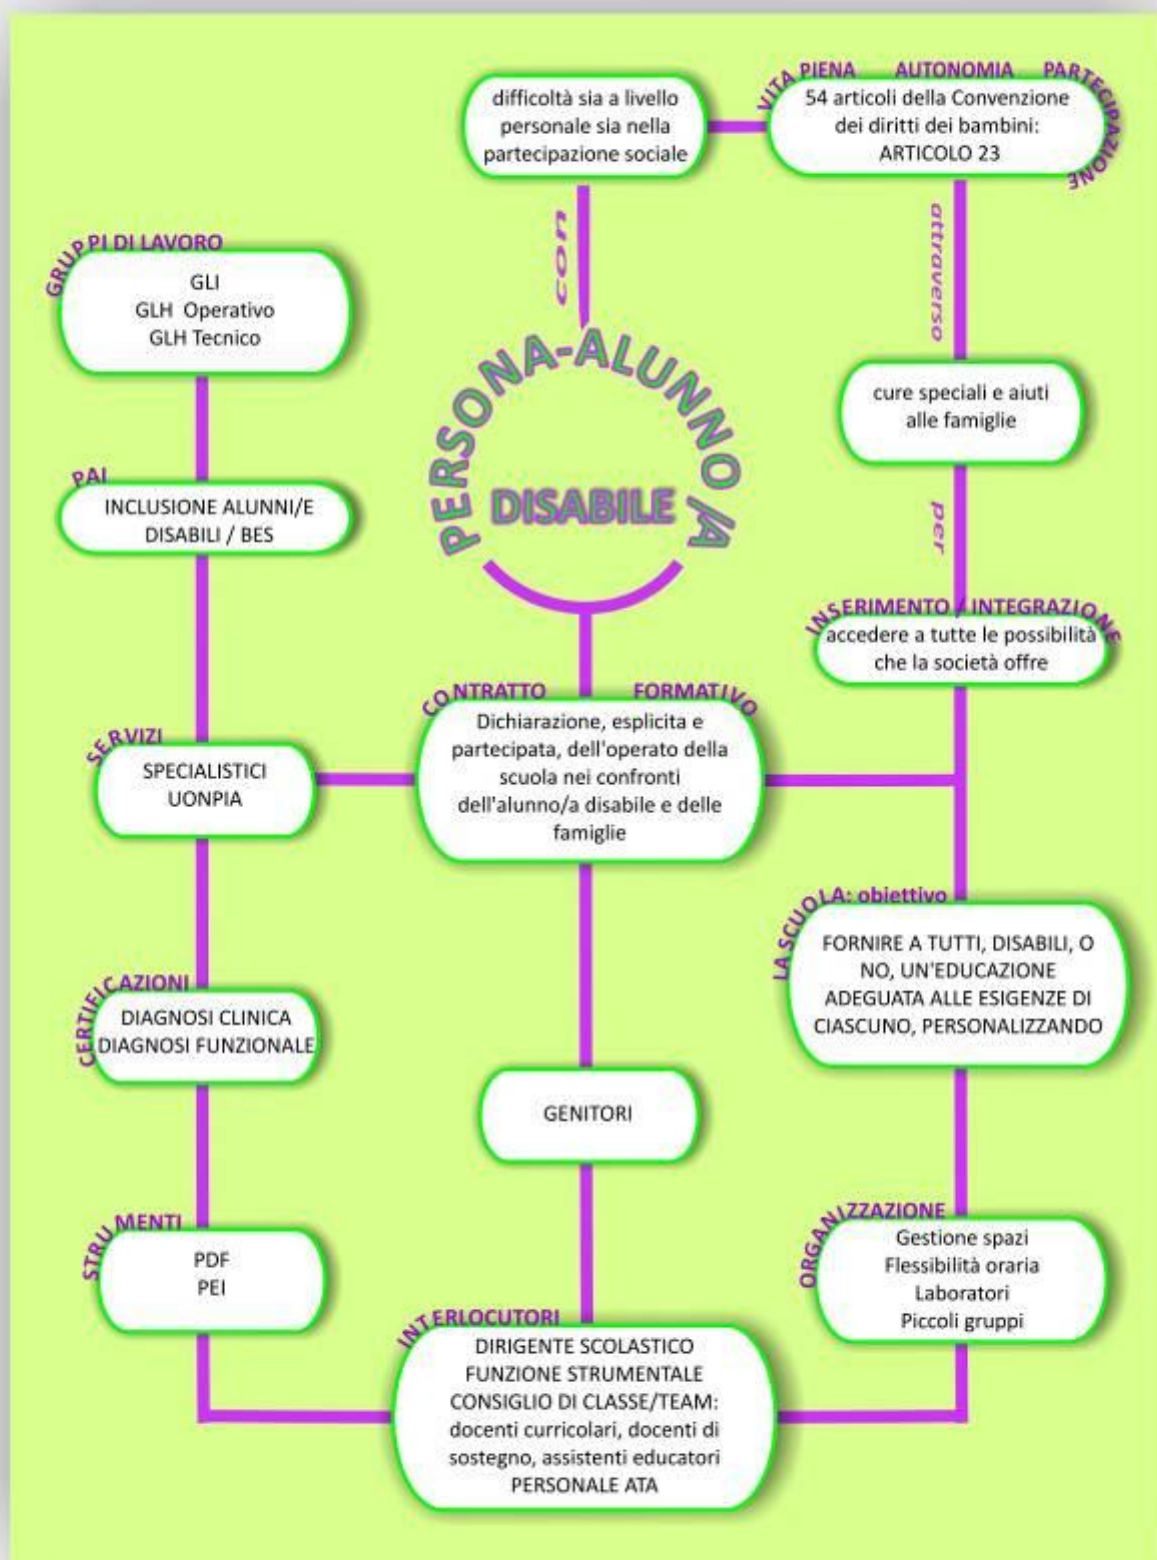 difficoltà sia a livello
personale sia nella
partecipazione sociale
VITA PIENA AUTONOMIA PARTECIPAZIONE
54 articoli della Convenzione
dei diritti dei bambini:
ARTICOLO 23
con
attraverso
GRUPPI DI LAVORO
GLI
GLH Operativo
GLH Tecnico
PERSONA-ALUNNO/A
DISABILE
cure speciali e aiuti
alle famiglie
per
PAI
INCLUSIONE ALUNNI/E
DISABILI / BES
INSERIMENTO / INTEGRAZIONE
accedere a tutte le possibilità
che la società offre
SERVIZI
SPECIALISTICI
UONPIA
CONTRATTO FORMATIVO
Dichiarazione, esplicita e
partecipata, dell'operato della
scuola nei confronti
dell'alunno/a disabile e delle
famiglie
LA SCUOLA: obiettivo
FORNIRE A TUTTI, DISABILI, O
NO, UN'EDUCAZIONE
ADEGUATA ALLE ESIGENZE DI
CIASCUNO, PERSONALIZZANDO
CERTIFICAZIONI
DIAGNOSI CLINICA
DIAGNOSI FUNZIONALE
GENITORI
STRUMENTI
PDF
PEI
ORGANIZZAZIONE
Gestione spazi
Flessibilità oraria
Laboratori
Piccoli gruppi
INTERLOCUTORI
DIRIGENTE SCOLASTICO
FUNZIONE STRUMENTALE
CONSIGLIO DI CLASSE/TEAM:
docenti curricolari, docenti di
sostegno, assistenti educatori
PERSONALE ATA